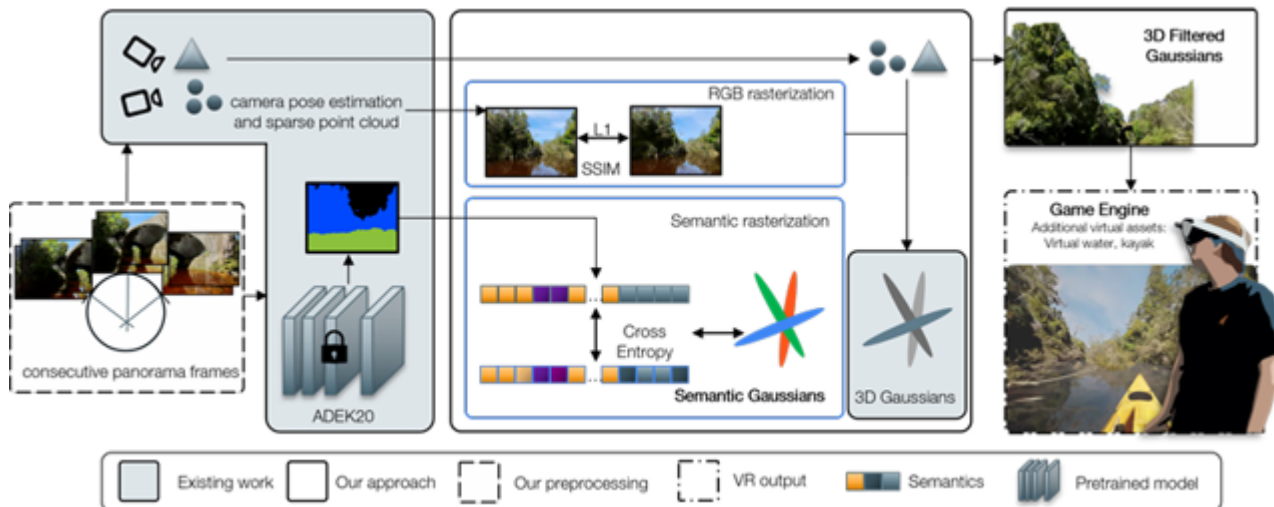 camera pose estimation
and sparse point cloud
RGB rasterization
L1
SSIM
3D Filtered
Gaussians
consecutive panorama frames
ADEK20
Semantic rasterization
...
Cross
Entropy
...
Semantic Gaussians
3D Gaussians
Game Engine
Additional virtual assets:
Virtual water, kayak
Existing work
Our approach
Our preprocessing
VR output
Semantics
Pretrained model